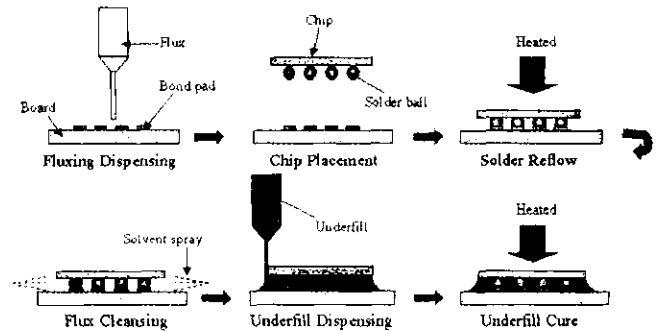 Flux
Bond pad
Board
Fluxing Dispensing
Chip
Solder ball
Chip Placement
Heated
Solder Reflow
Solvent spray
Flux Cleansing
Underfill
Underfill Dispensing
Heated
Underfill Cure